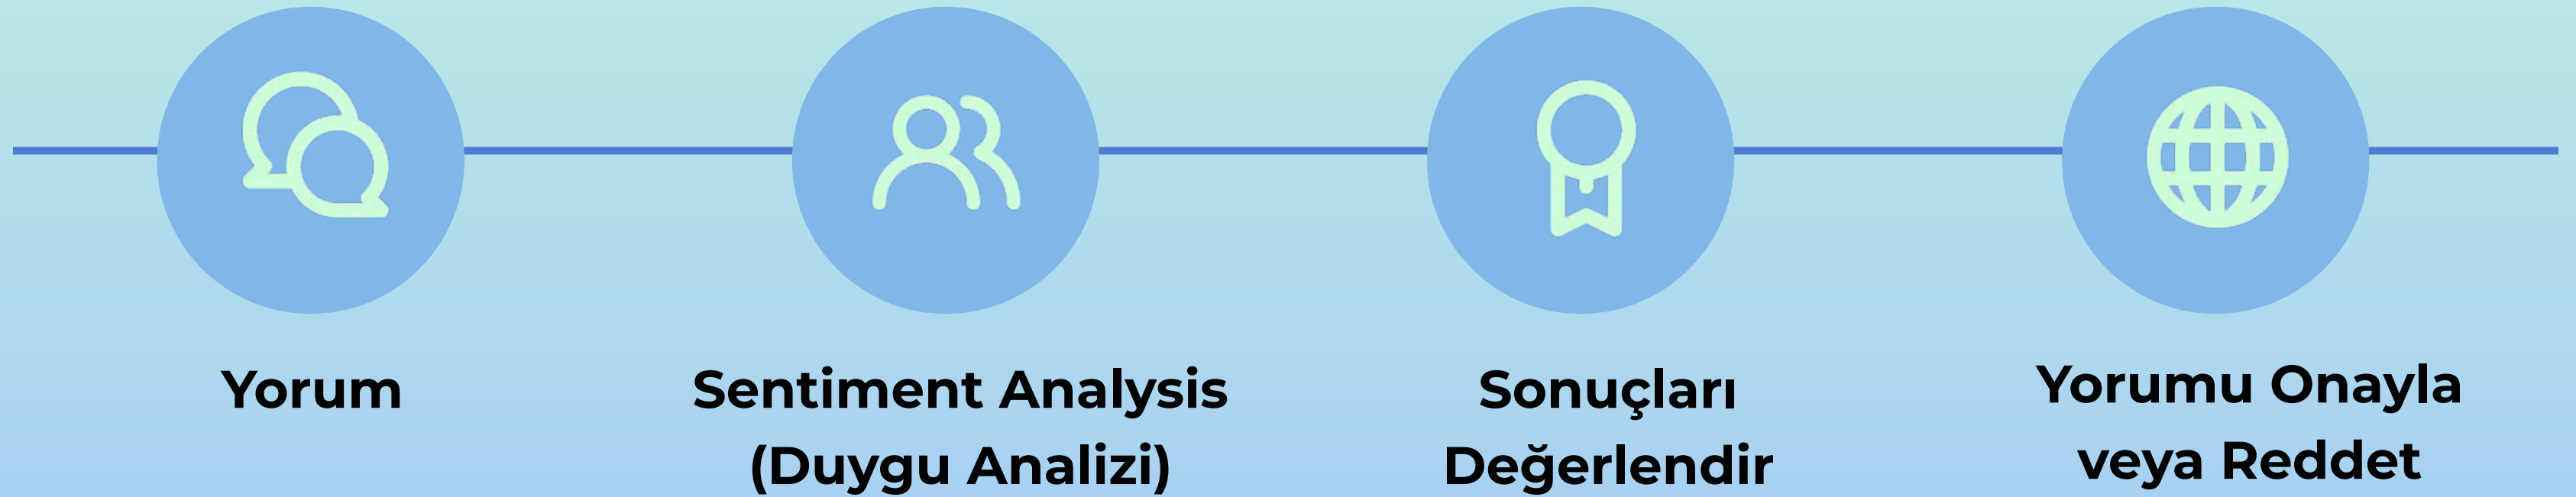 Yorum
Sentiment Analysis
(Duygu Analizi)
Sonuçları
Değerlendir
Yorumu Onayla
veya Reddet